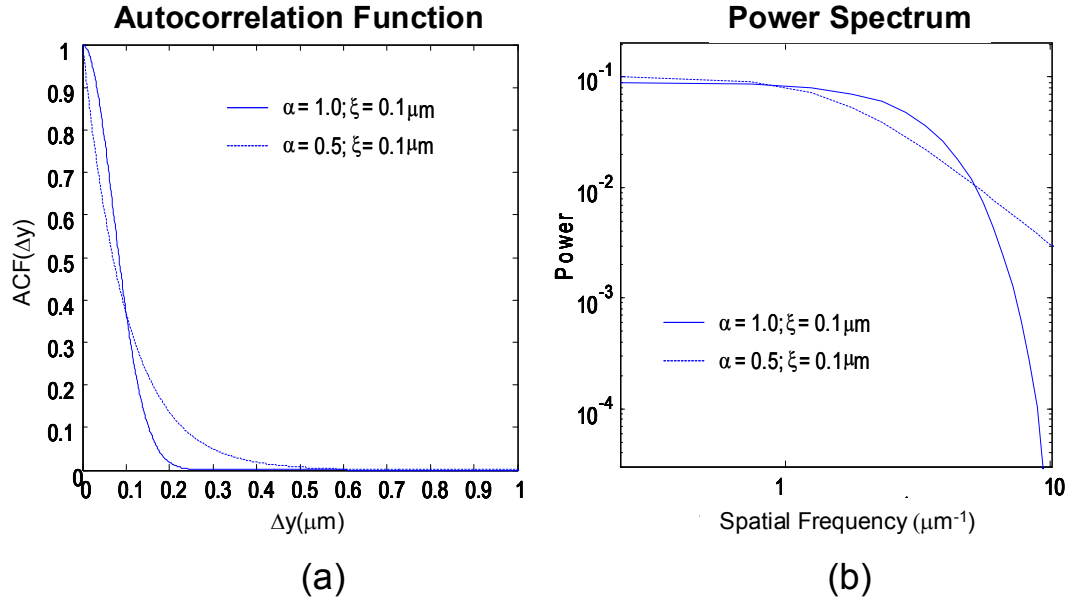 Autocorrelation Function
1
0.9
0.8
0.7
0.6
0.5
0.4
0.3
0.2
0.1
0
ACF(Δy)
α = 1.0; ξ = 0.1μm
α = 0.5; ξ = 0.1μm
0 0.1 0.2 0.3 0.4 0.5 0.6 0.7 0.8 0.9 1
Δy(μm)
(a)
Power Spectrum
10⁻¹
10⁻²
10⁻³
10⁻⁴
Power
α = 1.0; ξ = 0.1μm
α = 0.5; ξ = 0.1μm
1 10
Spatial Frequency (μm⁻¹)
(b)